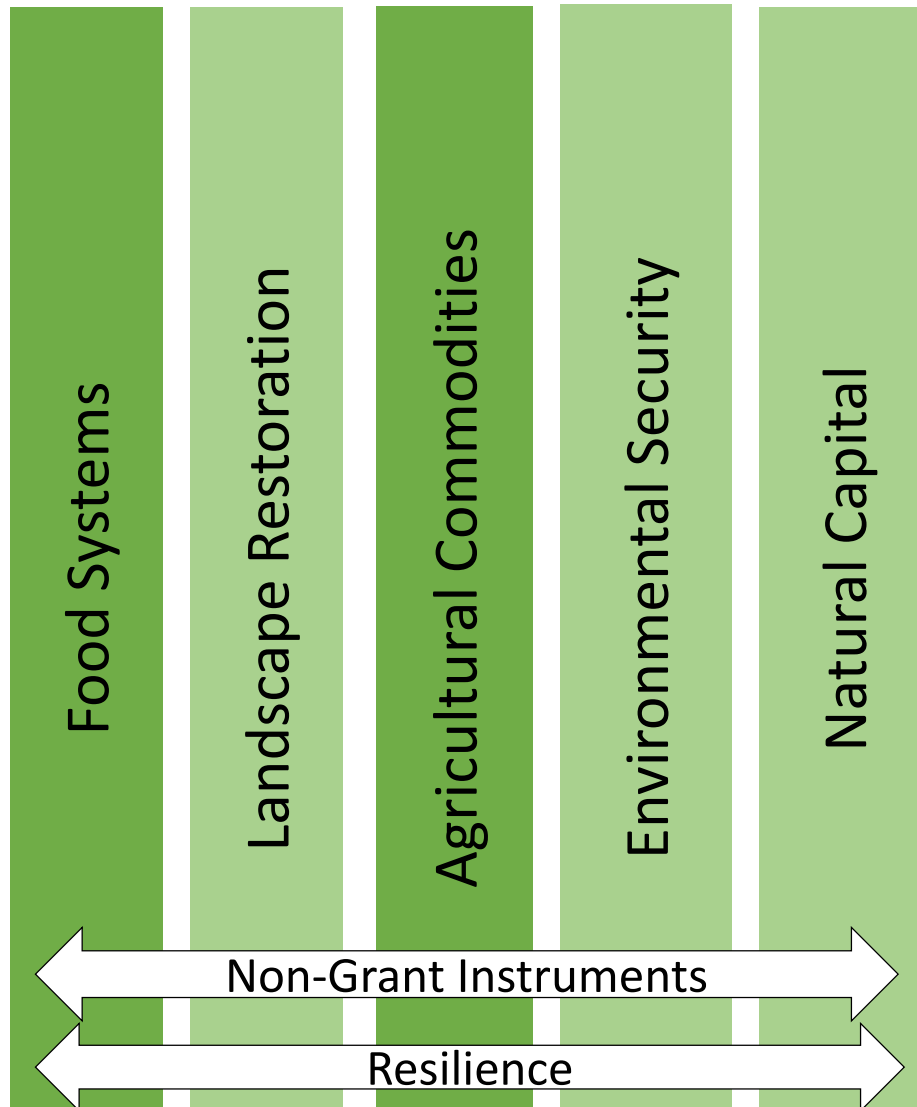 Food Systems
Landscape Restoration
Agricultural Commodities
Environmental Security
Natural Capital
Non-Grant Instruments
Resilience